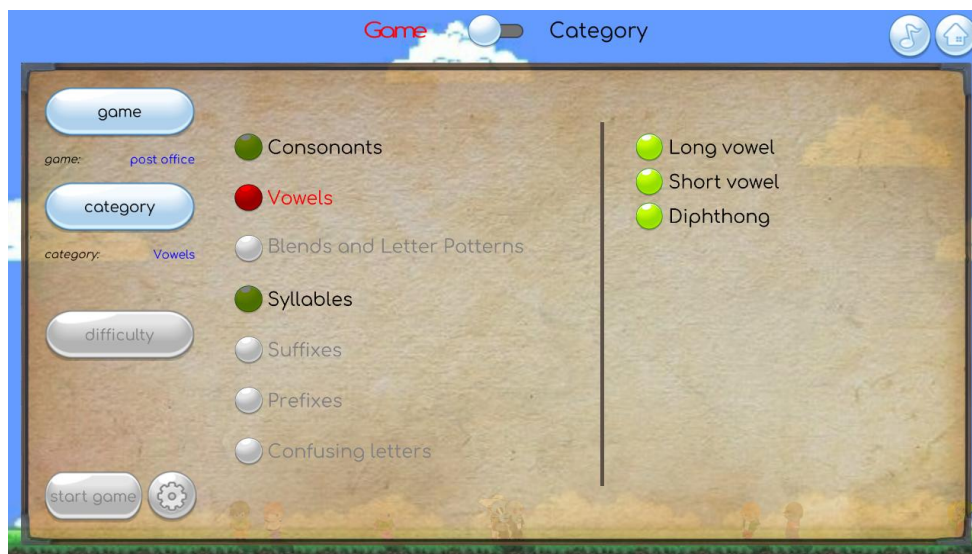 Game Category
game
game: post office
category
category: Vowels
difficulty
start game
Consonants
Vowels
Blends and Letter Patterns
Syllables
Suffixes
Prefixes
Confusing letters
Long vowel
Short vowel
Diphthong